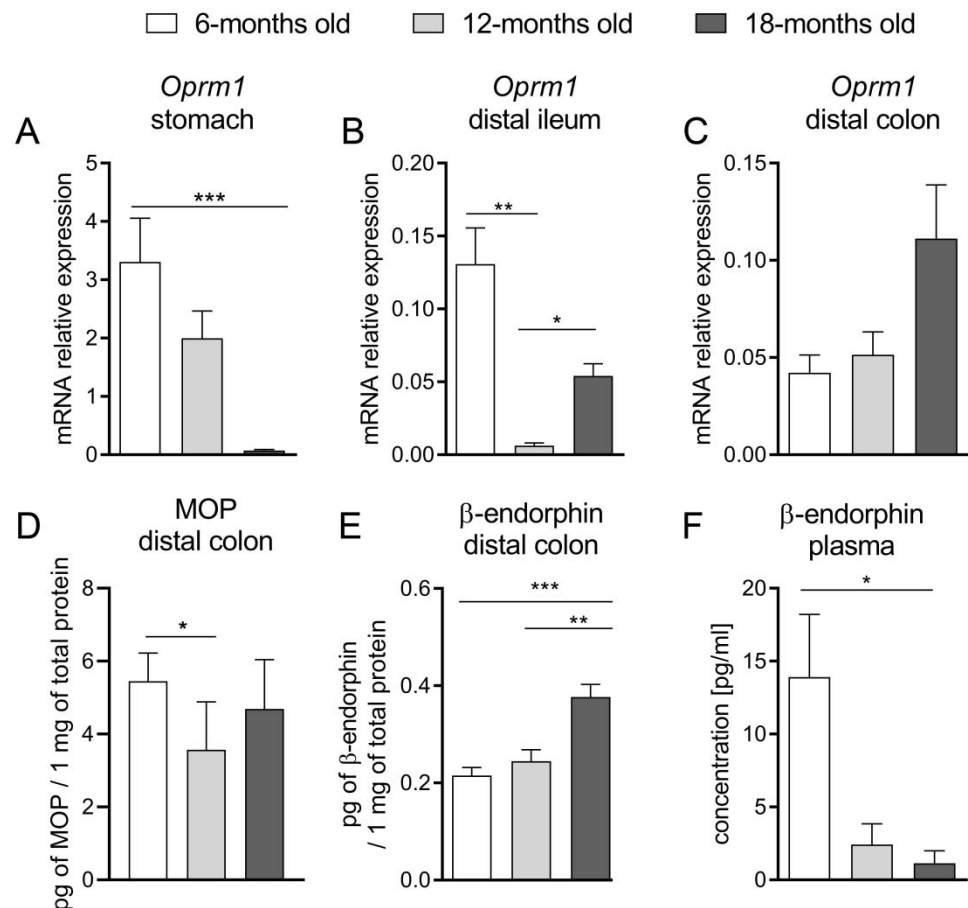 6-months old 12-months old 18-months old
A
Oprm1
stomach
mRNA relative expression
5
4
3
2
1
0
***
B
Oprm1
distal ileum
mRNA relative expression
0.20
0.15
0.10
0.05
0.00
**
*
C
Oprm1
distal colon
mRNA relative expression
0.15
0.10
0.05
0.00
D
MOP
distal colon
pg of MOP / 1 mg of total protein
8
6
4
2
0
*
E
β-endorphin
distal colon
pg of β-endorphin
/ 1 mg of total protein
0.6
0.4
0.2
0.0
***
**
F
β-endorphin
plasma
concentration [pg/ml]
20
15
10
5
0
*